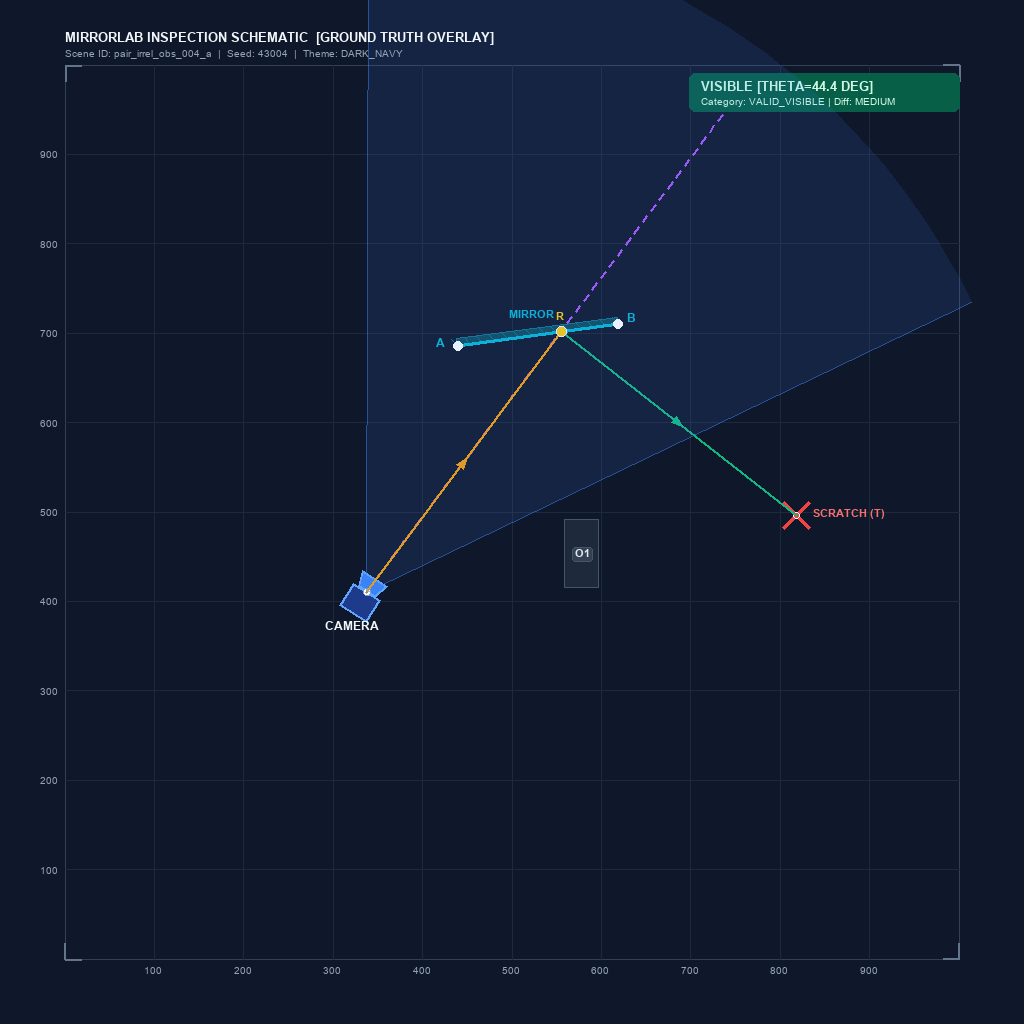 MIRRORLAB INSPECTION SCHEMATIC  [GROUND TRUTH OVERLAY]
Scene ID: pair_irrel_obs_004_a  |  Seed: 43004  |  Theme: DARK_NAVY
VISIBLE [THETA=44.4 DEG]
Category: VALID_VISIBLE | Diff: MEDIUM
900
800
MIRROR R
B
A
700
600
500
SCRATCH (T)
O1
400
CAMERA
300
200
100
100 200 300 400 500 600 700 800 900